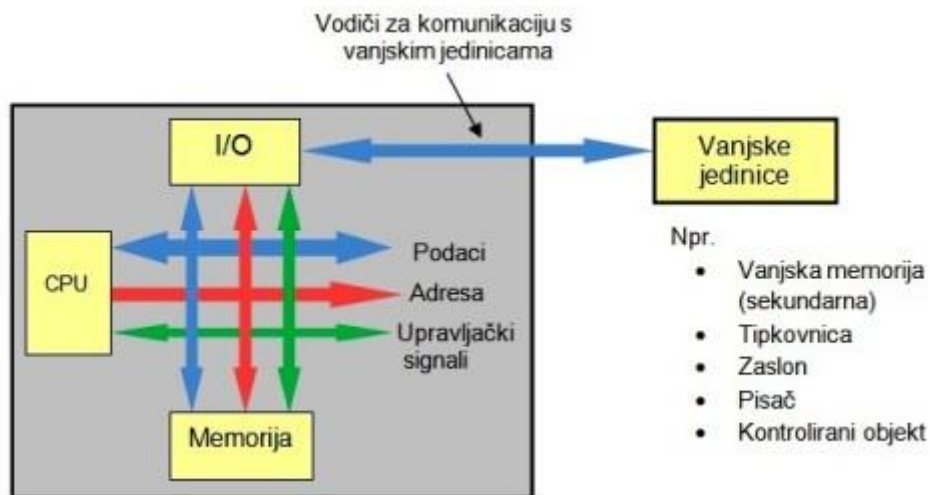 Vodiči za komunikaciju s
vanjskim jedinicama
I/O
Vanjske
jedinice
CPU
Podaci
Adresa
Upravljački
signali
Memorija
Npr.
• Vanjska memorija
(sekundarna)
• Tipkovnica
• Zaslon
• Pisač
• Kontrolirani objekt